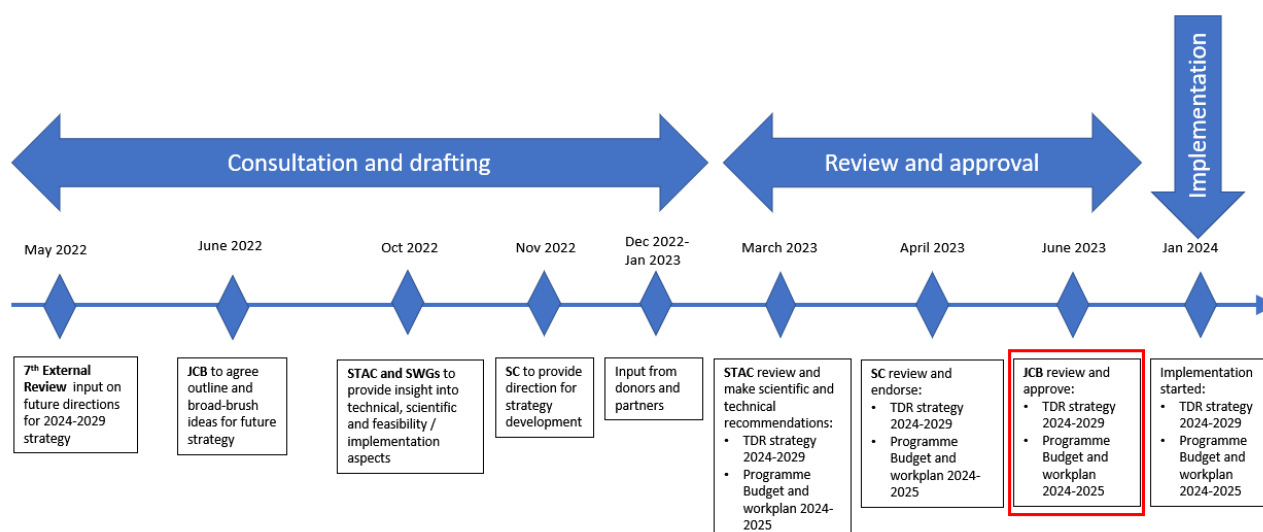 Consultation and drafting
Review and approval
Implementation
May 2022
June 2022
Oct 2022
Nov 2022
Dec 2022-
Jan 2023
March 2023
April 2023
June 2023
Jan 2024
7th External
Review input on
future directions
for 2024-2029
strategy
JCB to agree
outline and
broad-brush
ideas for future
strategy
STAC and SWGs to
provide insight into
technical, scientific
and feasibility /
implementation
aspects
SC to provide
direction for
strategy
development
Input from
donors and
partners
STAC review and
make scientific and
technical
recommendations:
• TDR strategy
2024-2029
• Programme
Budget and
workplan 2024-
2025
SC review and
endorse:
• TDR strategy
2024-2029
• Programme
Budget and
workplan 2024-
2025
JCB review and
approve:
• TDR strategy
2024-2029
• Programme
Budget and
workplan
2024-2025
Implementation
started:
• TDR strategy
2024-2029
• Programme
Budget and
workplan
2024-2025